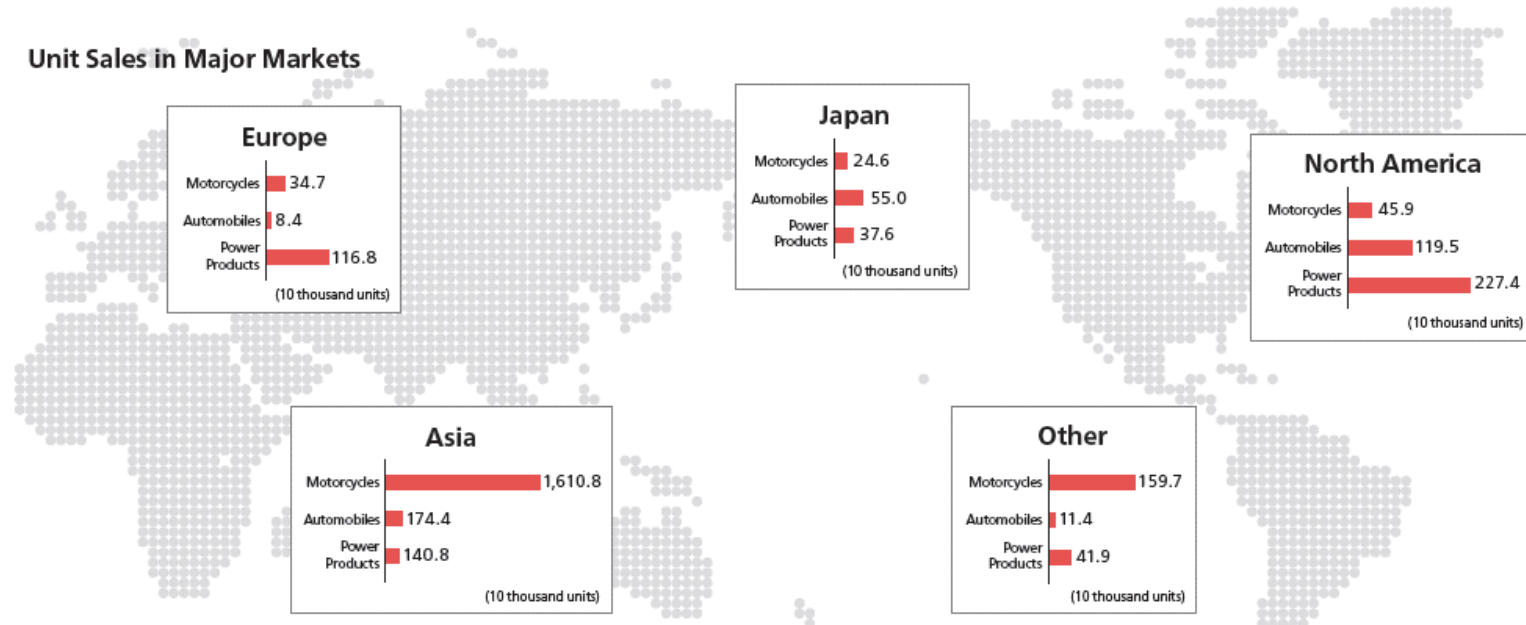 Unit Sales in Major Markets
Europe
Motorcycles 34.7
Automobiles 8.4
Power
Products 116.8
(10 thousand units)
Japan
Motorcycles 24.6
Automobiles 55.0
Power
Products 37.6
(10 thousand units)
North America
Motorcycles 45.9
Automobiles 119.5
Power
Products 227.4
(10 thousand units)
Asia
Motorcycles 1,610.8
Automobiles 174.4
Power
Products 140.8
(10 thousand units)
Other
Motorcycles 159.7
Automobiles 11.4
Power
Products 41.9
(10 thousand units)